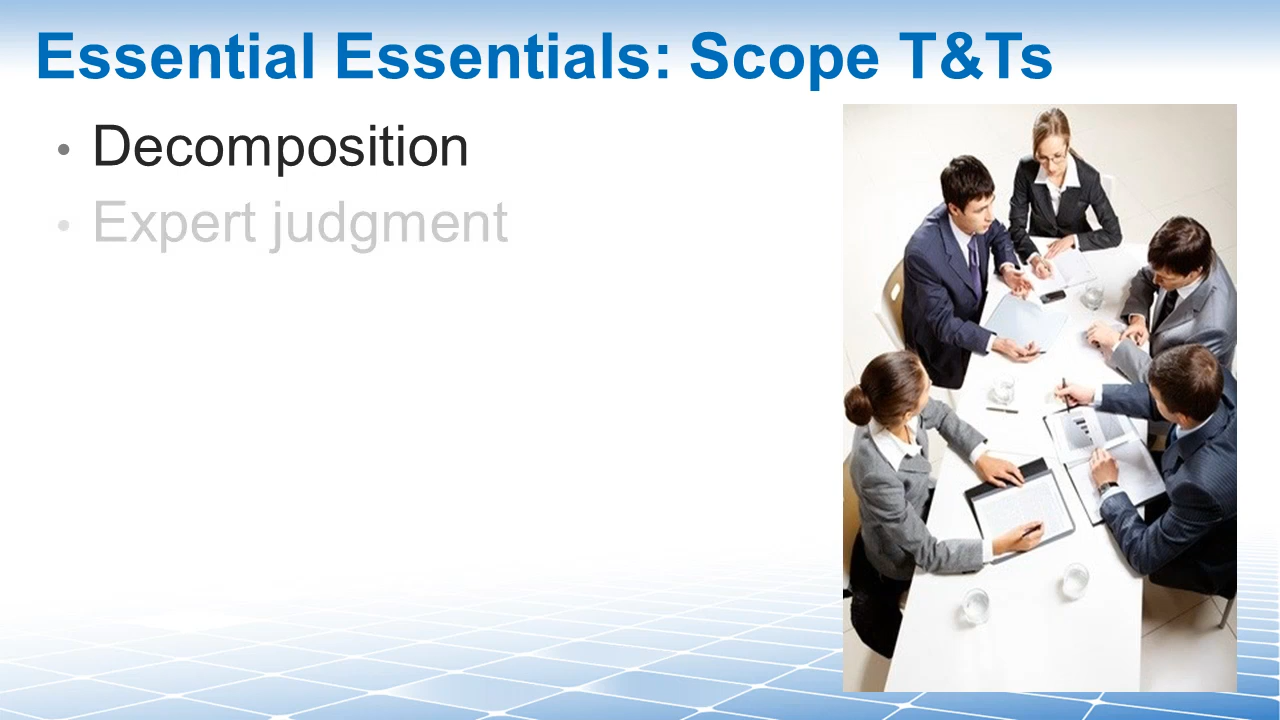 Essential Essentials: Scope T&Ts
• Decomposition
• Expert judgment